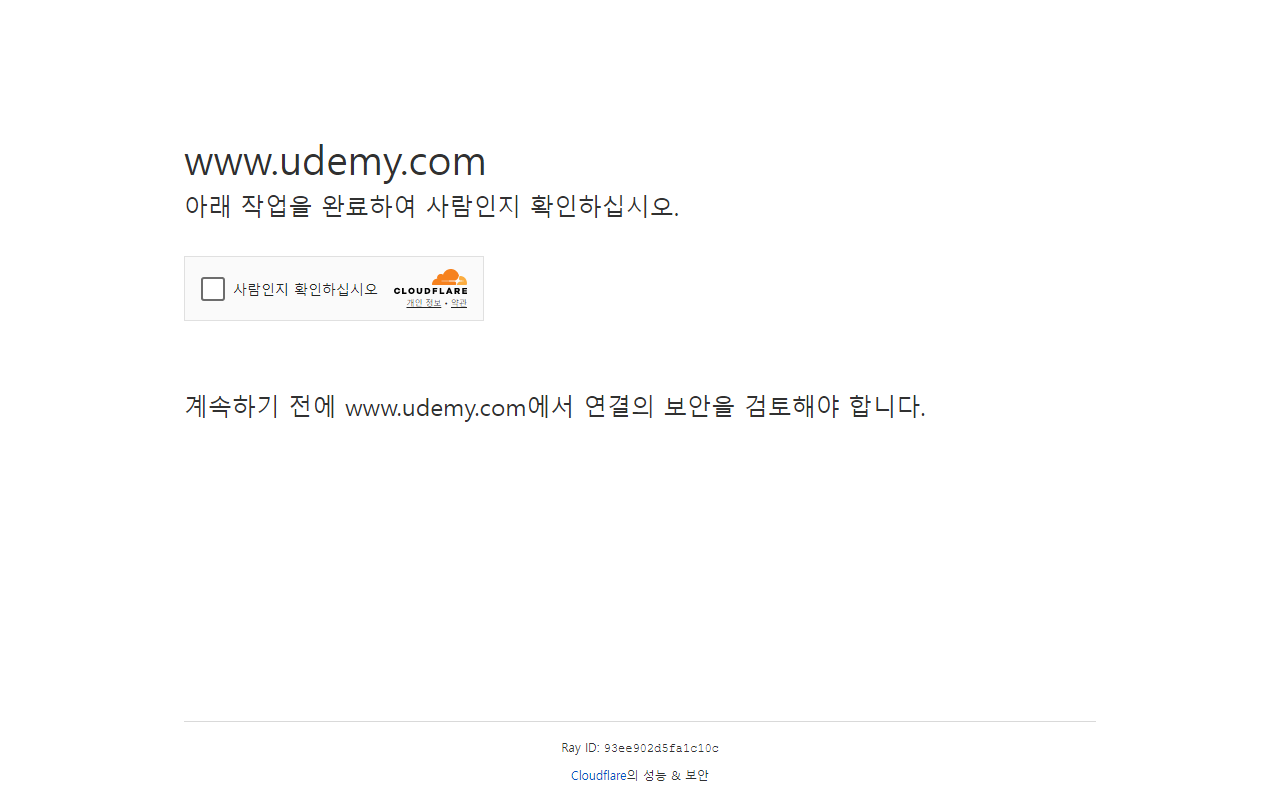 www.udemy.com
아래 작업을 완료하여 사람인지 확인하십시오.
사람인지 확인하십시오
CLOUDFLARE
개인 정보 • 약관
계속하기 전에 www.udemy.com에서 연결의 보안을 검토해야 합니다.
Ray ID: 93ee902d5fa1c10c
Cloudflare의 성능 & 보안